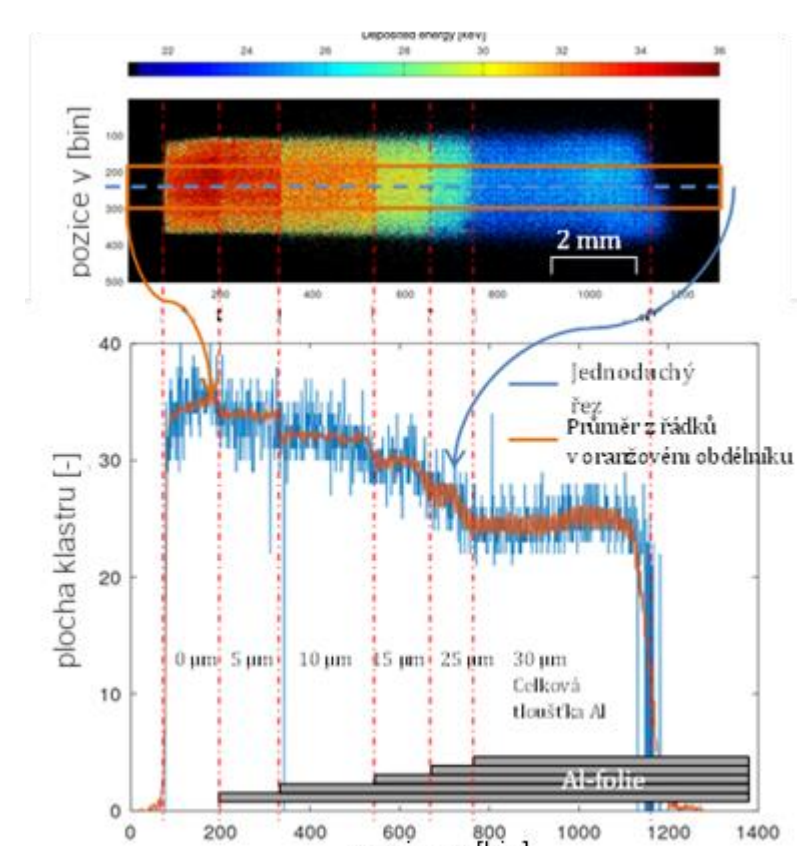 Deposited energy [keV]
22 24 26 28 30 32 34 36
pozice v [bin]
100
200
300
400
500
2 mm
200 400 600 800 1000 1200
40
30
20
10
0
plocha klastru [-]
Jednoduchý
řez
Průměr z řádků
v oranžovém obdélníku
0 μm 5 μm 10 μm 15 μm 25 μm 30 μm
Celková
tloušťka Al
Al-folie
0 200 400 600 800 1000 1200 1400
[bin]